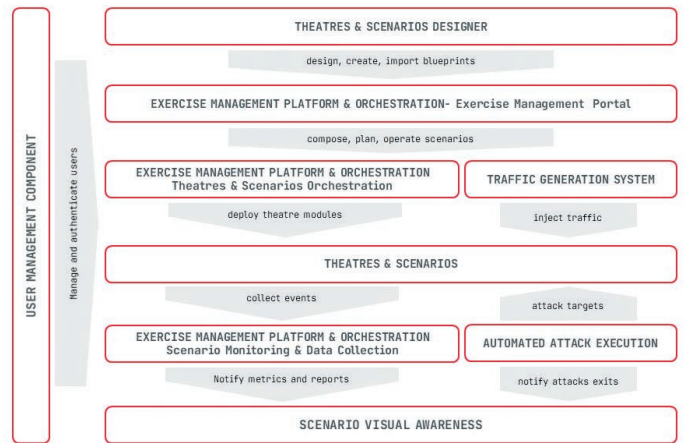 THEATRES & SCENARIOS DESIGNER
design, create, import blueprints
EXERCISE MANAGEMENT PLATFORM & ORCHESTRATION- Exercise Management Portal
compose, plan, operate scenarios
EXERCISE MANAGEMENT PLATFORM & ORCHESTRATION
Theatres & Scenarios Orchestration
TRAFFIC GENERATION SYSTEM
deploy theatre modules
inject traffic
THEATRES & SCENARIOS
collect events
attack targets
EXERCISE MANAGEMENT PLATFORM & ORCHESTRATION
Scenario Monitoring & Data Collection
AUTOMATED ATTACK EXECUTION
Notify metrics and reports
notify attacks exits
SCENARIO VISUAL AWARENESS
USER MANAGEMENT COMPONENT
Manage and authenticate users